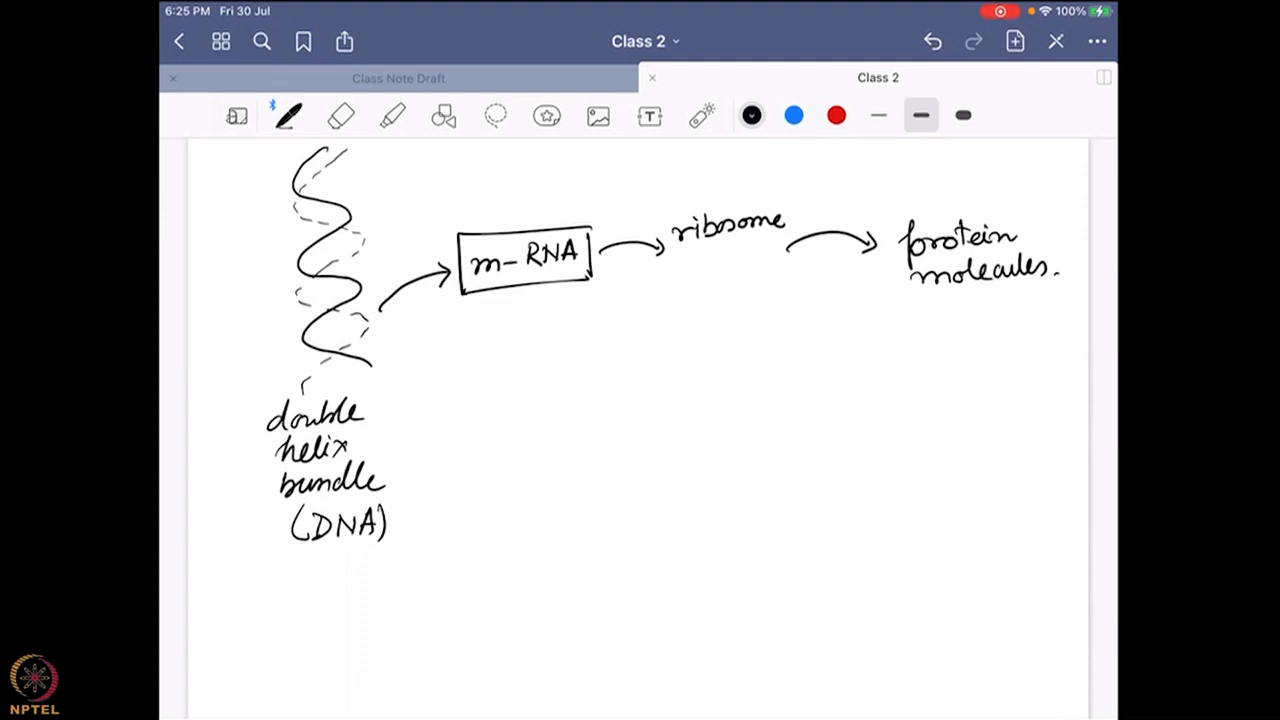 6:25 PM Fri 30 Jul
100%
Class 2
Class Note Draft
Class 2
T
m-RNA
ribosome
protein
molecules.
double
helix
bundle
(DNA)
NPTEL